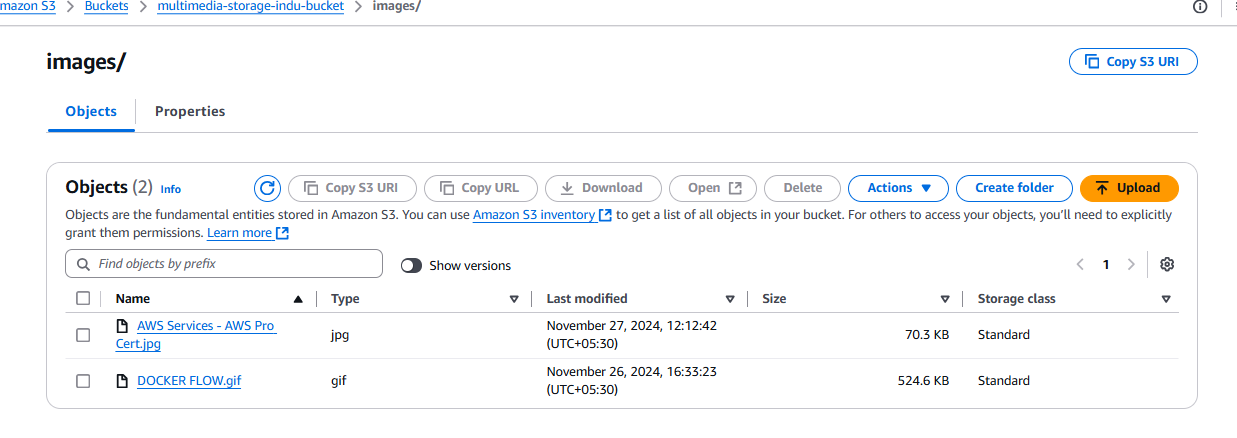 mazon S3 > Buckets > multimedia-storage-indu-bucket > images/
images/
Copy S3 URI
Objects Properties
Objects (2) Info
Copy S3 URI Copy URL Download Open Delete Actions Create folder Upload
Objects are the fundamental entities stored in Amazon S3. You can use Amazon S3 inventory to get a list of all objects in your bucket. For others to access your objects, you’ll need to explicitly
grant them permissions. Learn more
Find objects by prefix
Show versions
1
Name Type Last modified Size Storage class
AWS Services - AWS Pro
Cert.jpg
jpg
November 27, 2024, 12:12:42
(UTC+05:30)
70.3 KB
Standard
DOCKER FLOW.gif
gif
November 26, 2024, 16:33:23
(UTC+05:30)
524.6 KB
Standard